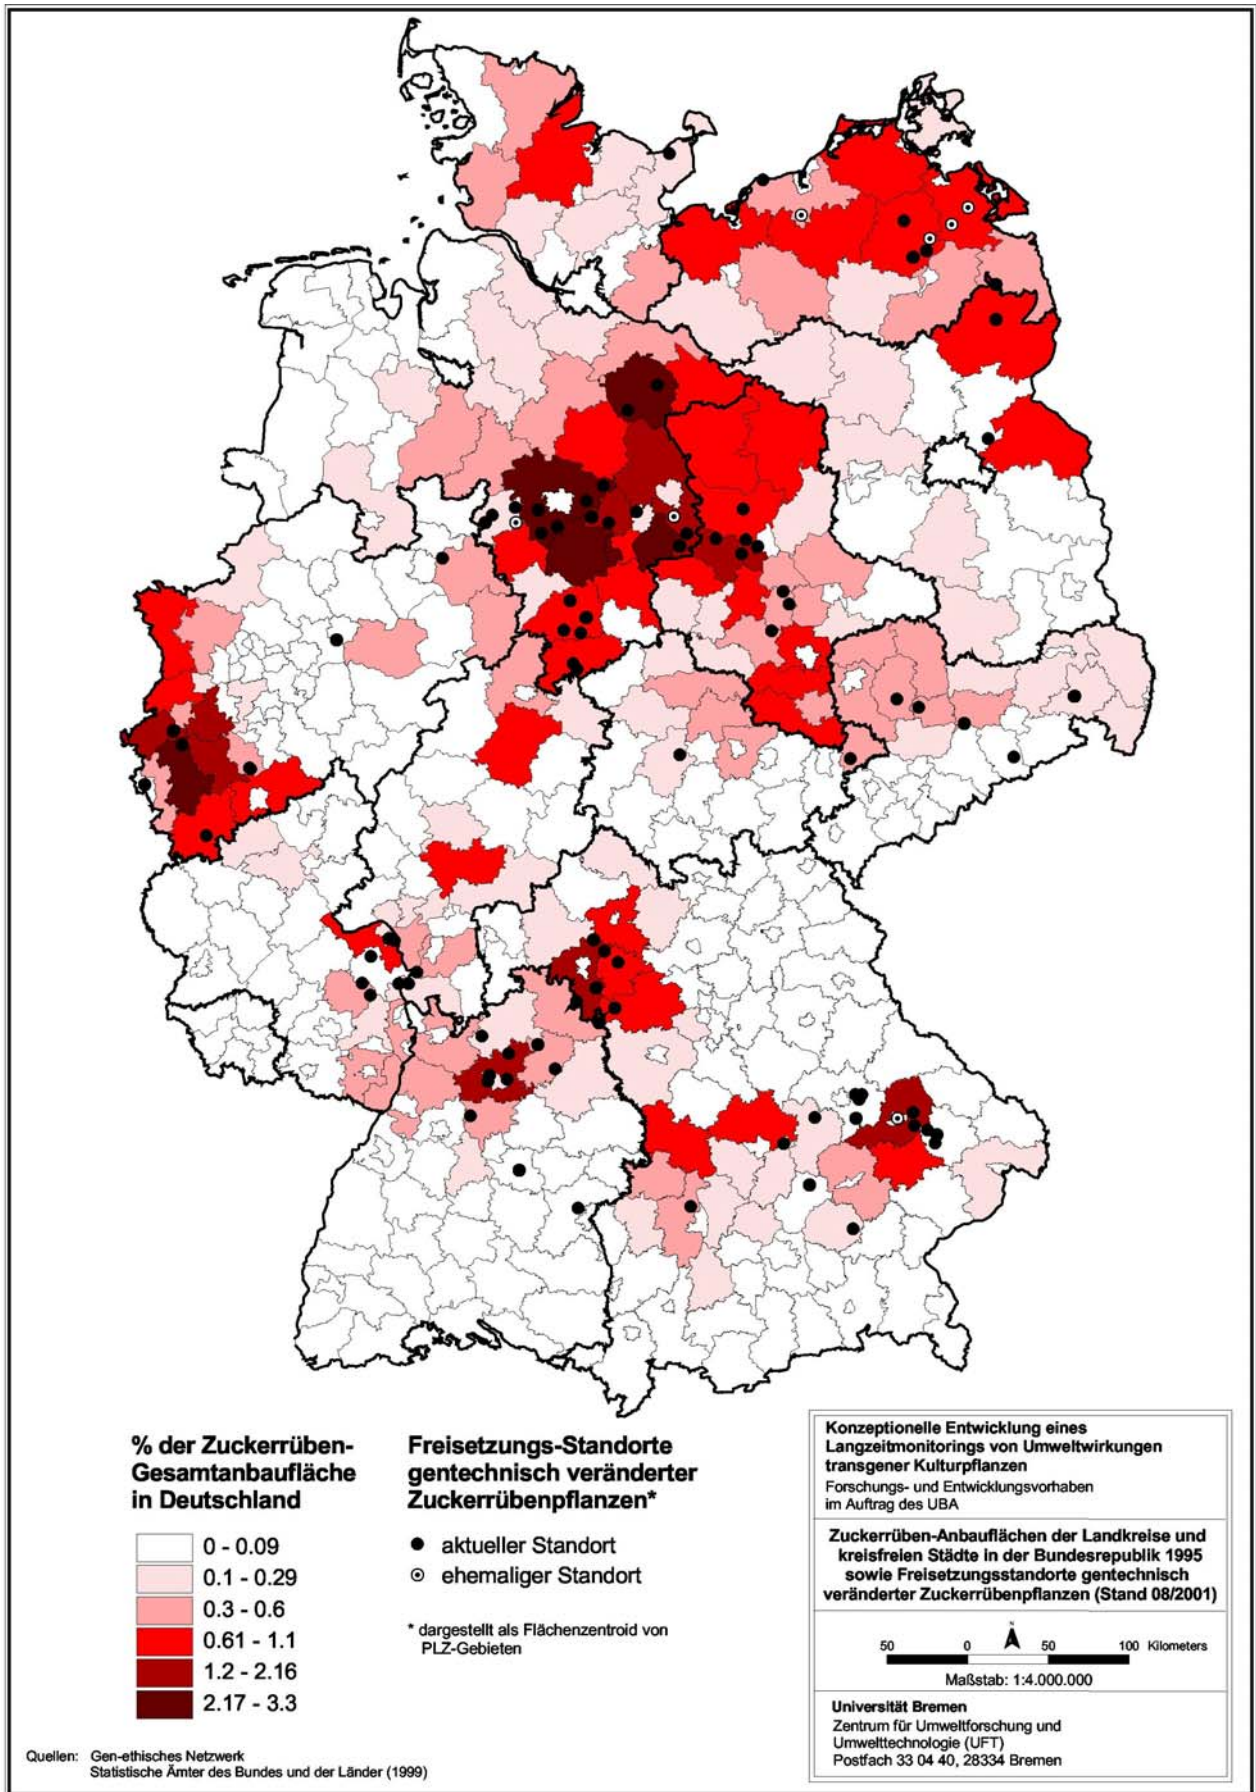 % der Zuckerrüben-
Gesamtanbaufläche
in Deutschland
0 - 0.09
0.1 - 0.29
0.3 - 0.6
0.61 - 1.1
1.2 - 2.16
2.17 - 3.3
Freisetzungs-Standorte
gentechnisch veränderter
Zuckerrübenpflanzen*
aktueller Standort
ehemaliger Standort
* dargestellt als Flächenzentroid von
PLZ-Gebieten
Konzeptionelle Entwicklung eines
Langzeitmonitorings von Umweltwirkungen
transgener Kulturpflanzen
Forschungs- und Entwicklungsvorhaben
im Auftrag des UBA
Zuckerrüben-Anbauflächen der Landkreise und
kreisfreien Städte in der Bundesrepublik 1995
sowie Freisetzungsstandorte gentechnisch
veränderter Zuckerrübenpflanzen (Stand 08/2001)
N
50 0 50 100 Kilometers
Maßstab: 1:4.000.000
Universität Bremen
Zentrum für Umweltforschung und
Umwelttechnologie (UFT)
Postfach 33 04 40, 28334 Bremen
Quellen: Gen-ethisches Netzwerk
Statistische Ämter des Bundes und der Länder (1999)